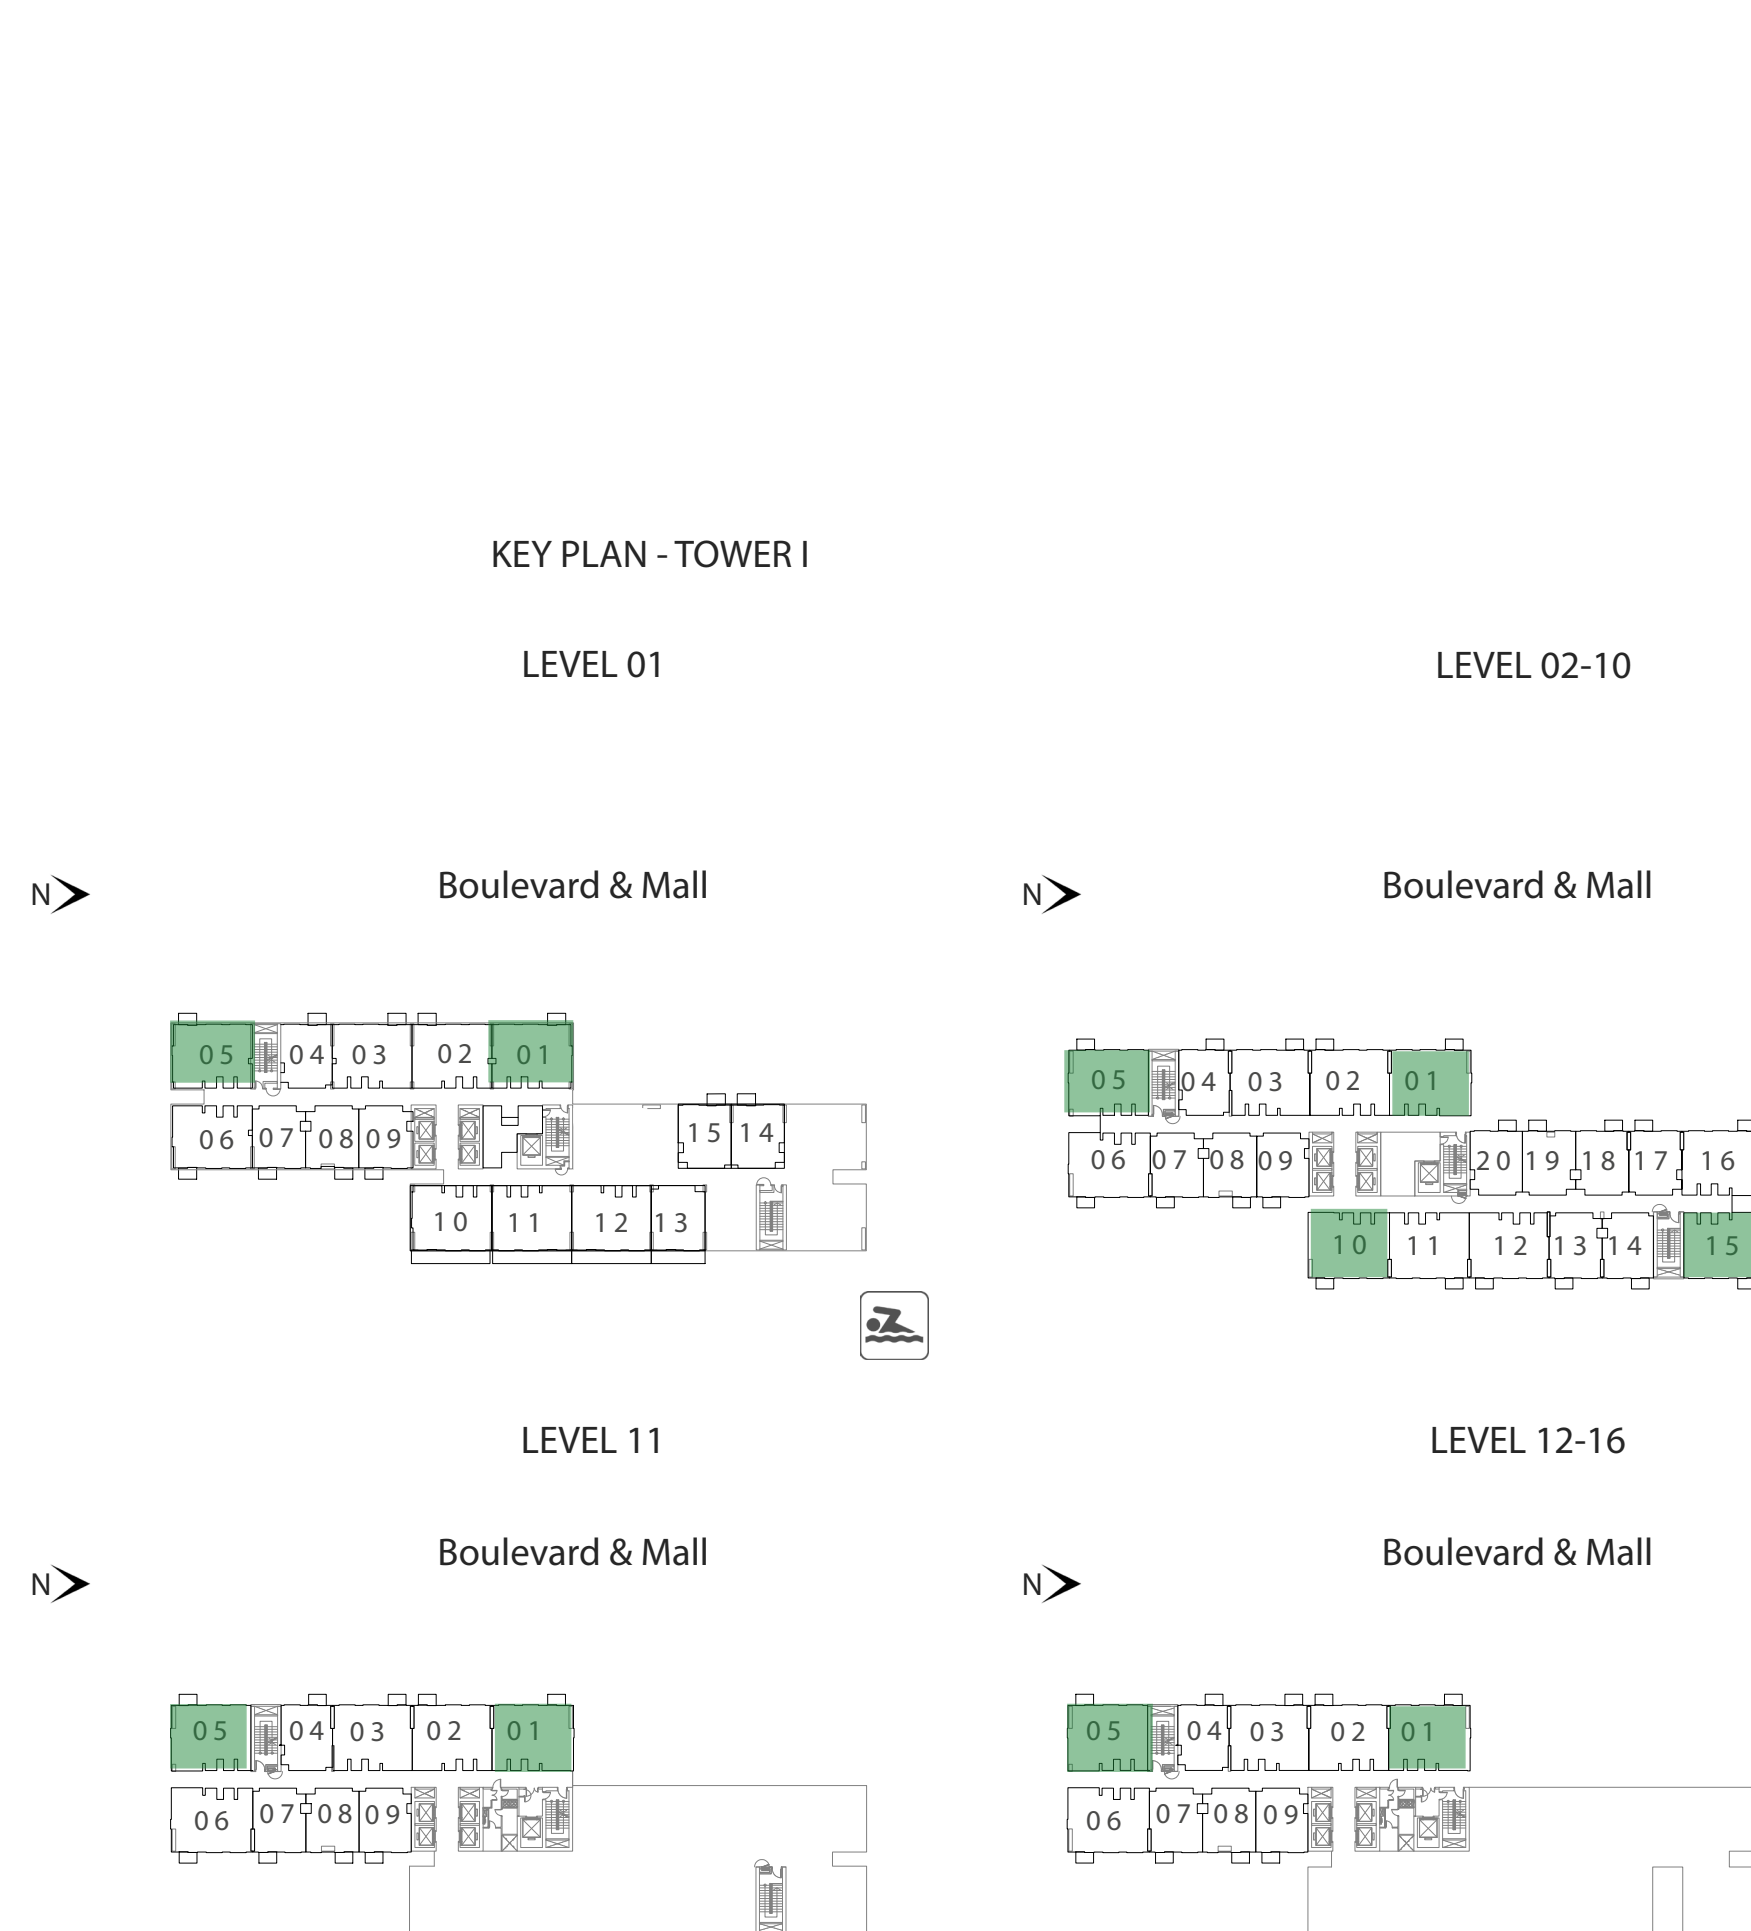 KEY PLAN - TOWER I
LEVEL 01
LEVEL 02-10
N
Boulevard & Mall
N
Boulevard & Mall
05 04 03 02 01
06 07 08 09
15 14
10 11 12 13
05 04 03 02 01
06 07 08 09
20 19 18 17 16
10 11 12 13 14 15
LEVEL 11
LEVEL 12-16
N
Boulevard & Mall
N
Boulevard & Mall
05 04 03 02 01
06 07 08 09
05 04 03 02 01
06 07 08 09